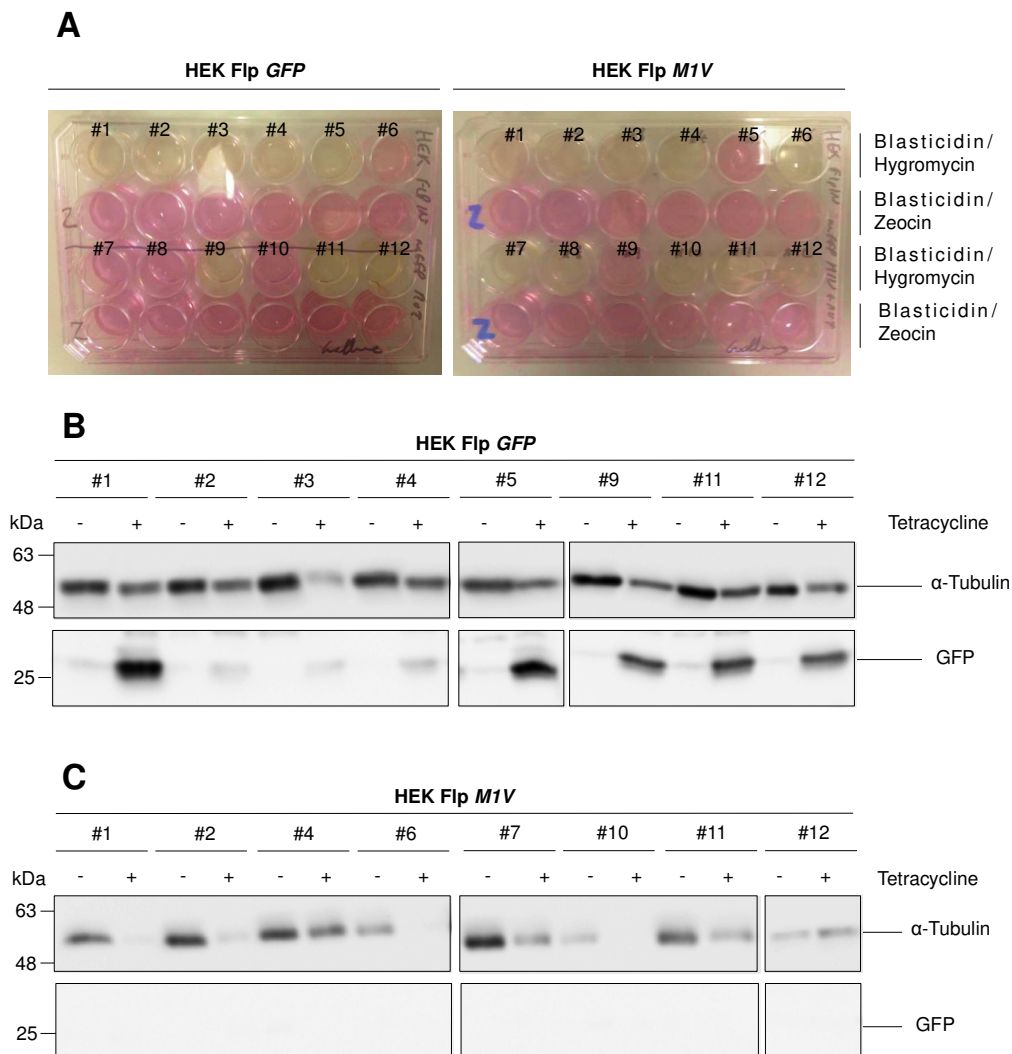 A
HEK Flp GFP HEK Flp M1V
#1 #2 #3 #4 #5 #6 #1 #2 #3 #4 #5 #6
Blasticidin/
Hygromycin
Z Z
Blasticidin/
Zeocin
#7 #8 #9 #10 #11 #12 #7 #8 #9 #10 #11 #12
Blasticidin/
Hygromycin
Z Z
Blasticidin/
Zeocin
HEK FLPIN
B
HEK Flp GFP
#1 #2 #3 #4 #5 #9 #11 #12
kDa - + - + - + - + - + - + - + - + Tetracycline
63
α-Tubulin
48
GFP
25
C
HEK Flp M1V
#1 #2 #4 #6 #7 #10 #11 #12
kDa - + - + - + - + - + - + - + - + Tetracycline
63
α-Tubulin
48
25 GFP